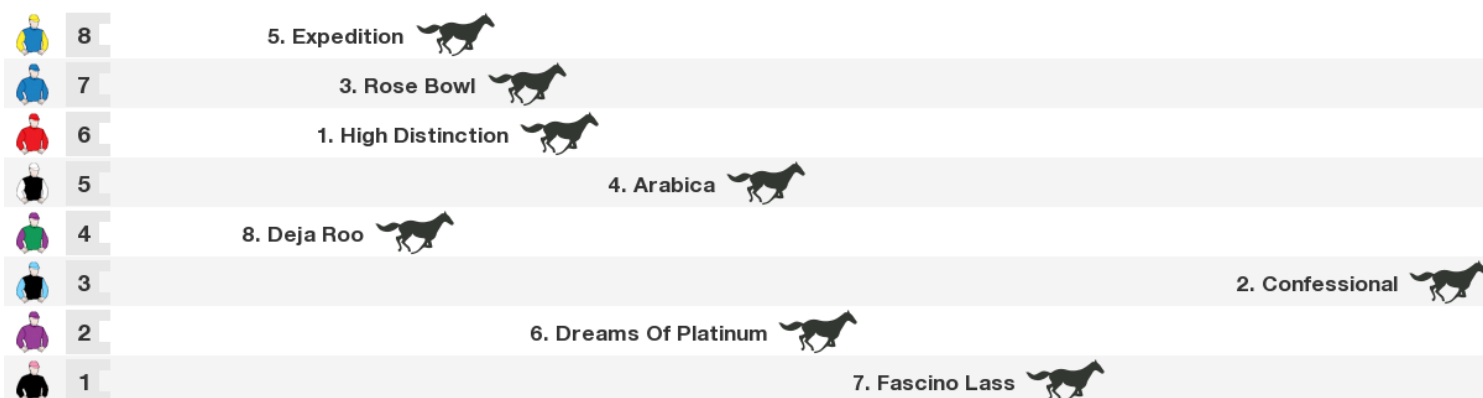 8 5. Expedition
7 3. Rose Bowl
6 1. High Distinction
5 4. Arabica
4 8. Deja Roo
3 2. Confessional
2 6. Dreams Of Platinum
1 7. Fascino Lass